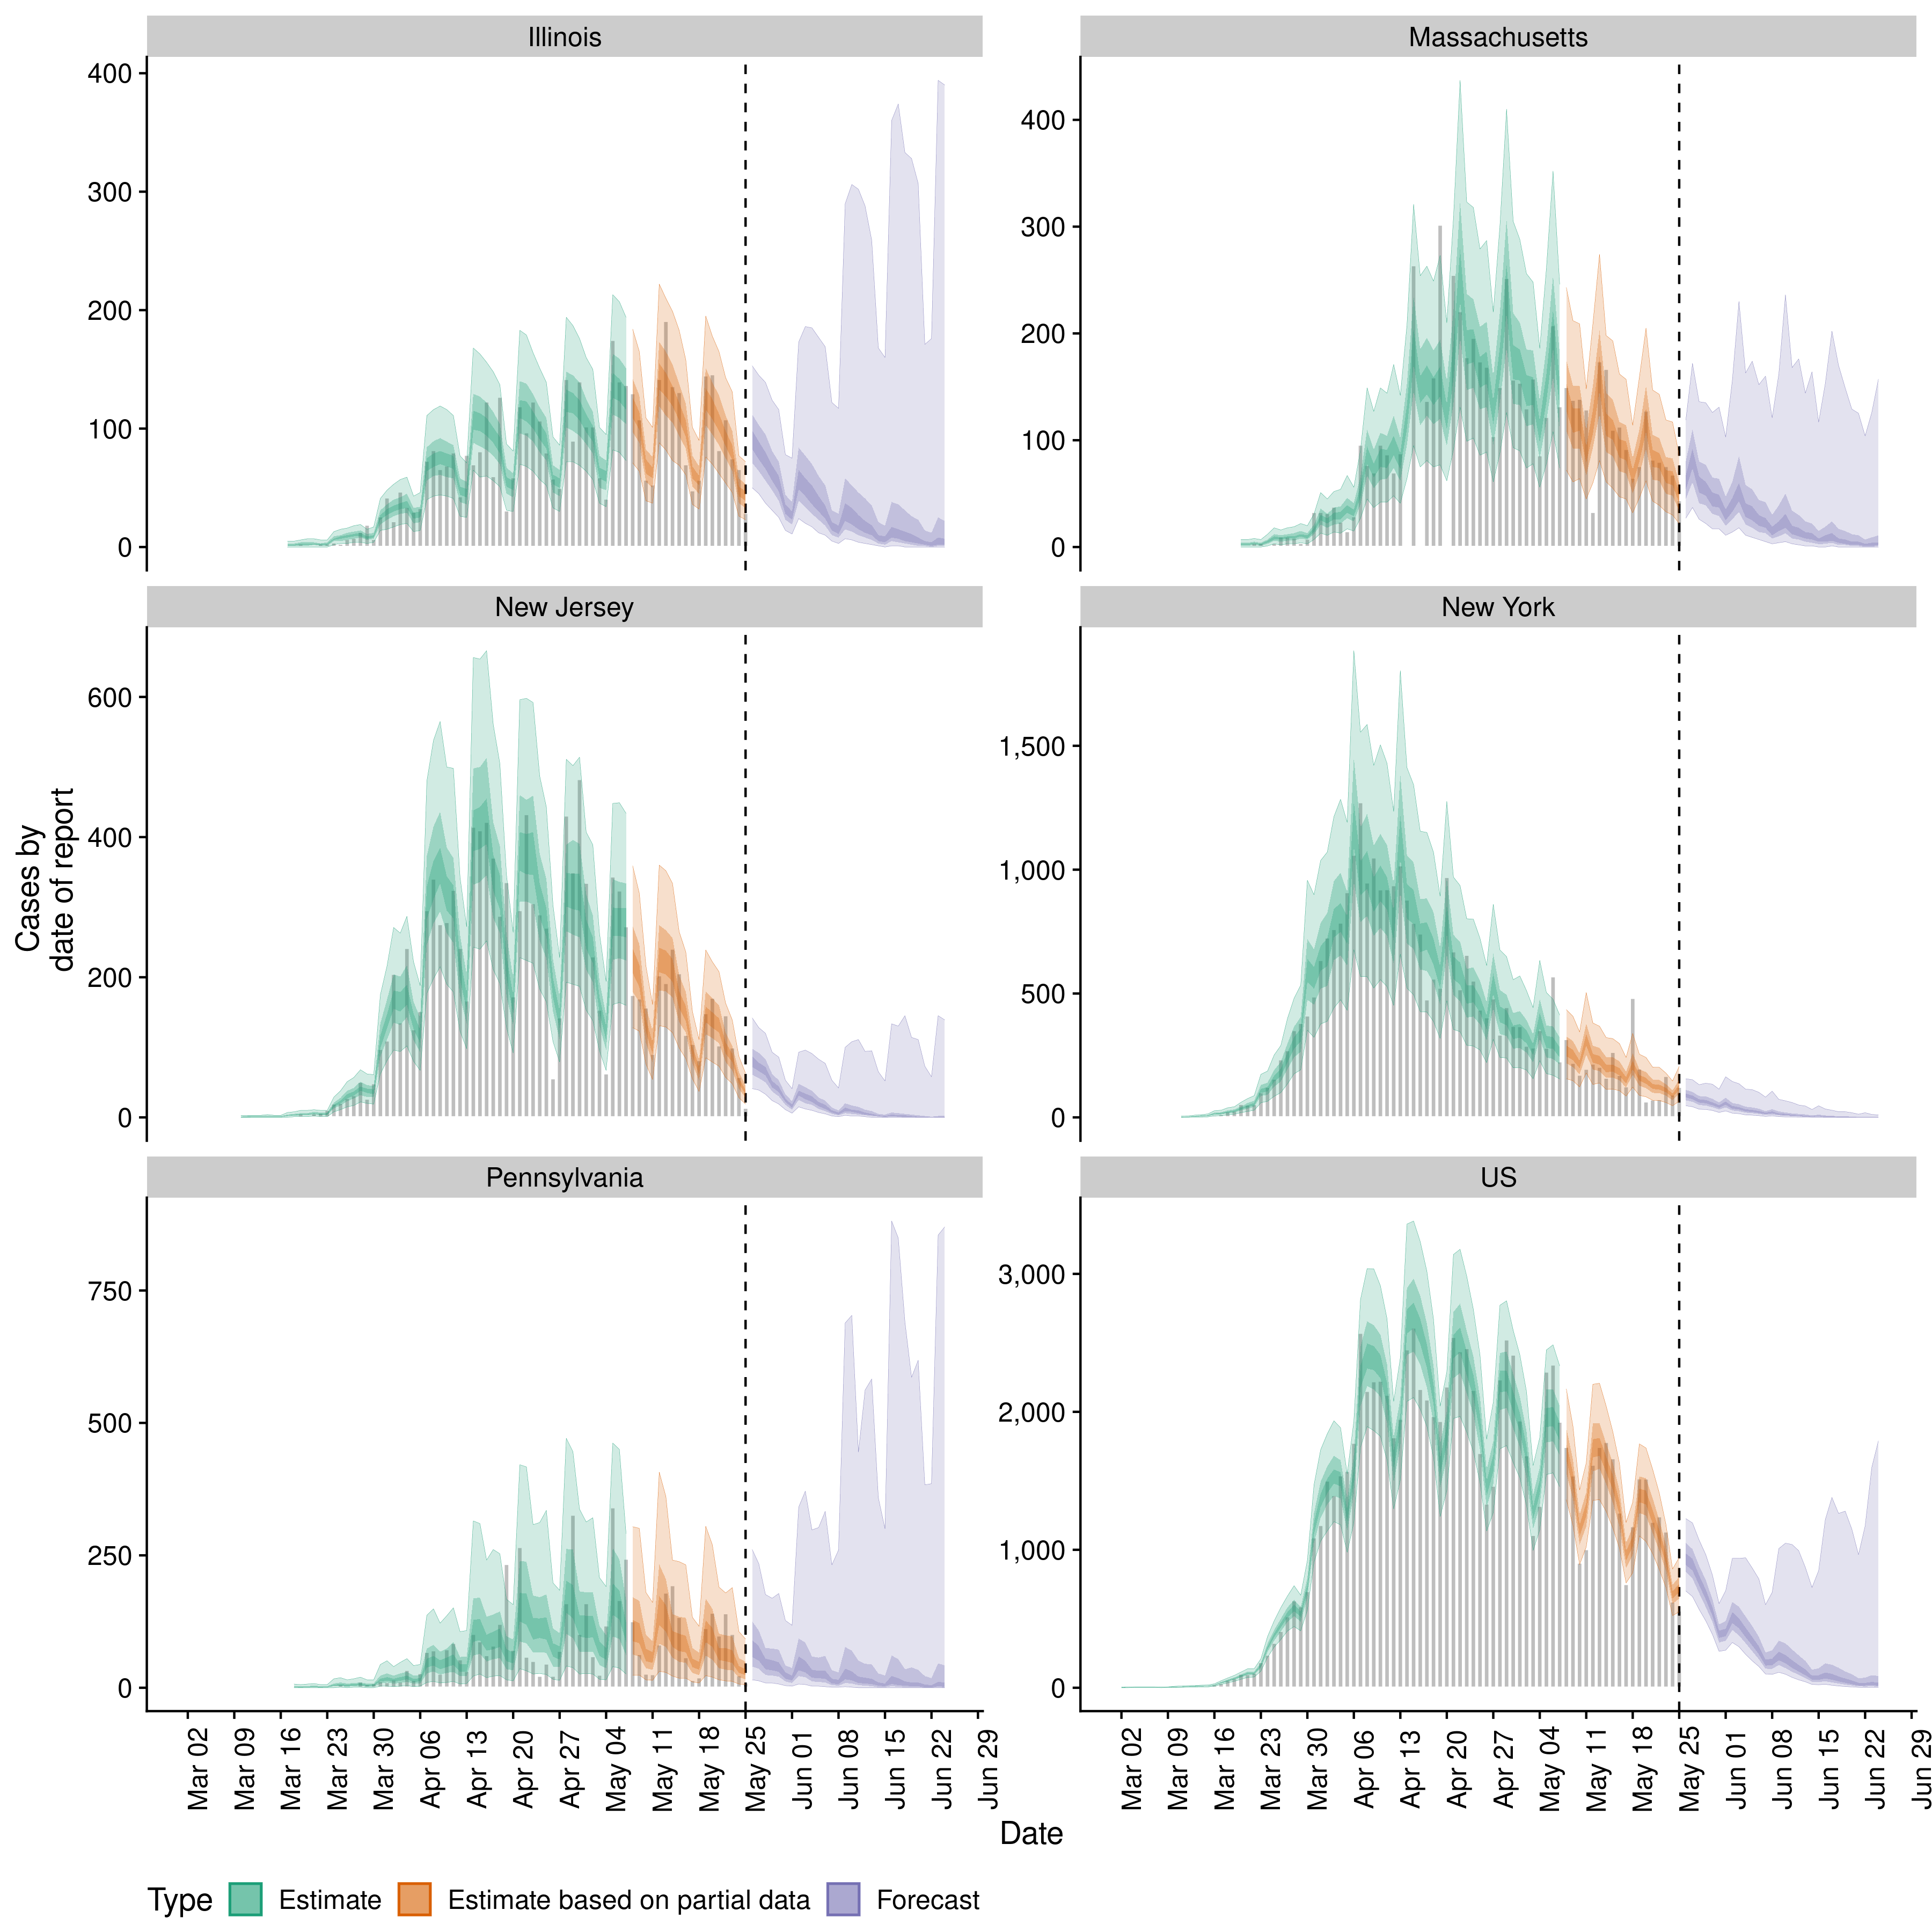 Illinois
Massachusetts
400
300
200
100
0
400
300
200
100
0
New Jersey
New York
600
400
200
0
1,500
1,000
500
0
Cases by
date of report
Pennsylvania
US
750
500
250
0
3,000
2,000
1,000
0
Mar 02
Mar 09
Mar 16
Mar 23
Mar 30
Apr 06
Apr 13
Apr 20
Apr 27
May 04
May 11
May 18
May 25
Jun 01
Jun 08
Jun 15
Jun 22
Jun 29
Mar 02
Mar 09
Mar 16
Mar 23
Mar 30
Apr 06
Apr 13
Apr 20
Apr 27
May 04
May 11
May 18
May 25
Jun 01
Jun 08
Jun 15
Jun 22
Jun 29
Date
Type Estimate Estimate based on partial data Forecast